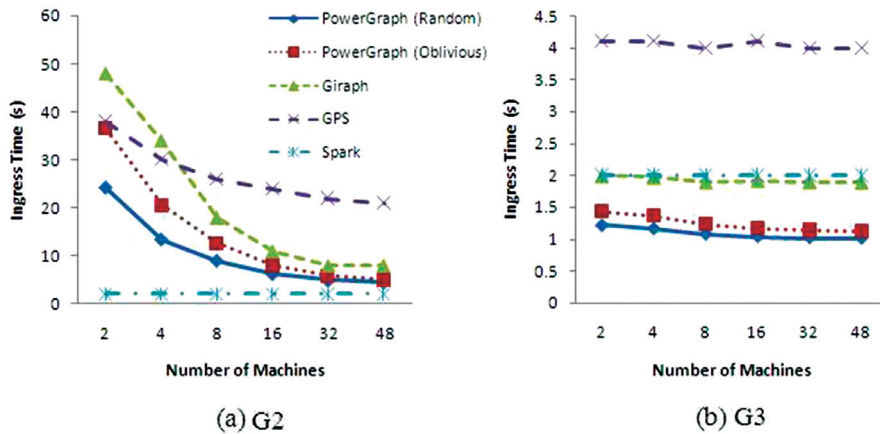 60
50
40
30
20
10
0
Ingress Time (s)
2 4 8 16 32 48
Number of Machines
PowerGraph (Random)
PowerGraph (Oblivious)
Giraph
GPS
Spark
(a) G2
4.5
4
3.5
3
2.5
2
1.5
1
0.5
0
Ingress Time (s)
2 4 8 16 32 48
Number of Machines
(b) G3